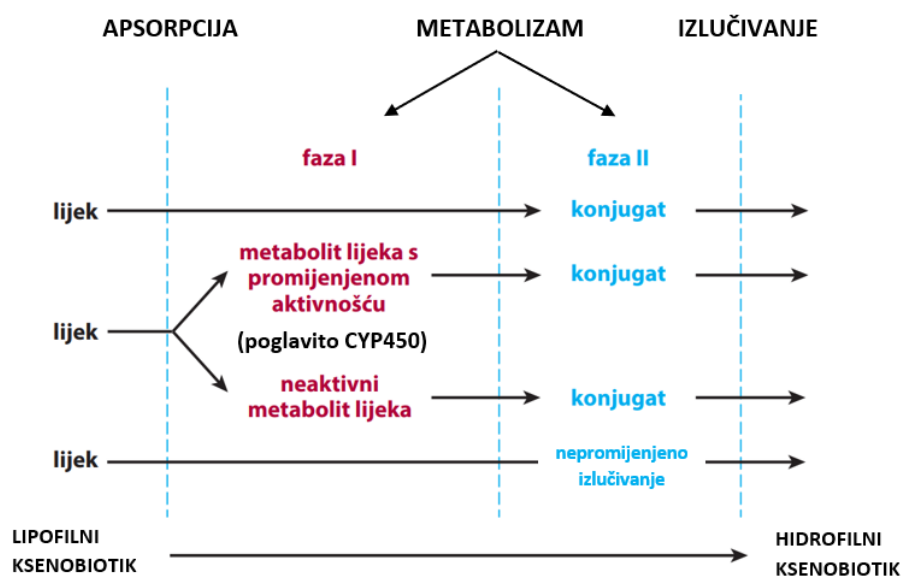 APSORPCIJA METABOLIZAM IZLUČIVANJE
faza I faza II
lijek konjugat
metabolit lijeka s
promijenjenom
aktivnošću
konjugat
lijek
(poglavito CYP450)
neaktivni
metabolit lijeka
konjugat
lijek
nepromijenjeno
izlučivanje
LIPOFILNI
KSENOBIOTIK
HIDROFILNI
KSENOBIOTIK